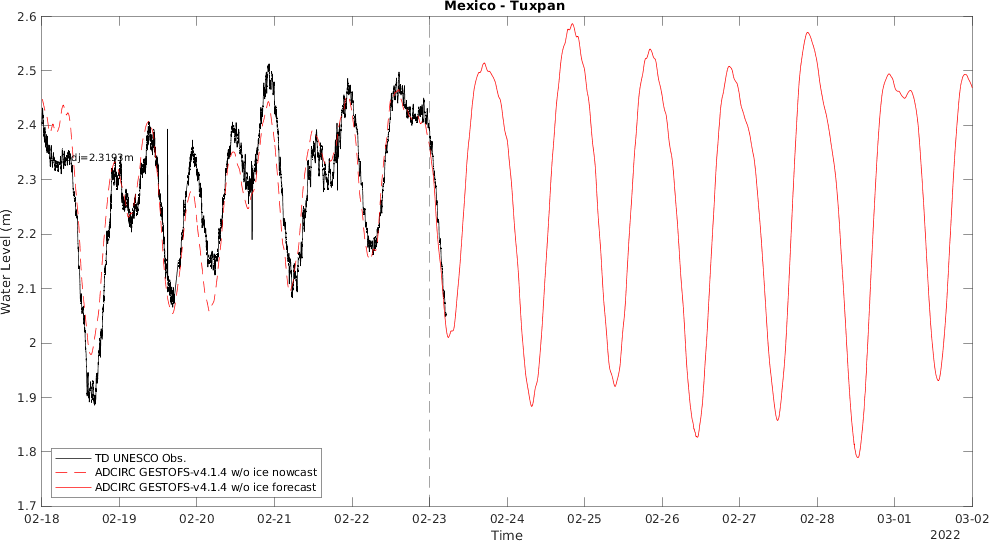 Mexico - Tuxpan
2.6
2.5
2.4
2.3
2.2
2.1
2
1.9
1.8
1.7
Water Level (m)
dj=2.3193m
TD UNESCO Obs.
ADCIRC GESTOFS-v4.1.4 w/o ice nowcast
ADCIRC GESTOFS-v4.1.4 w/o ice forecast
02-18 02-19 02-20 02-21 02-22 02-23 02-24 02-25 02-26 02-27 02-28 03-01 03-02
Time
2022